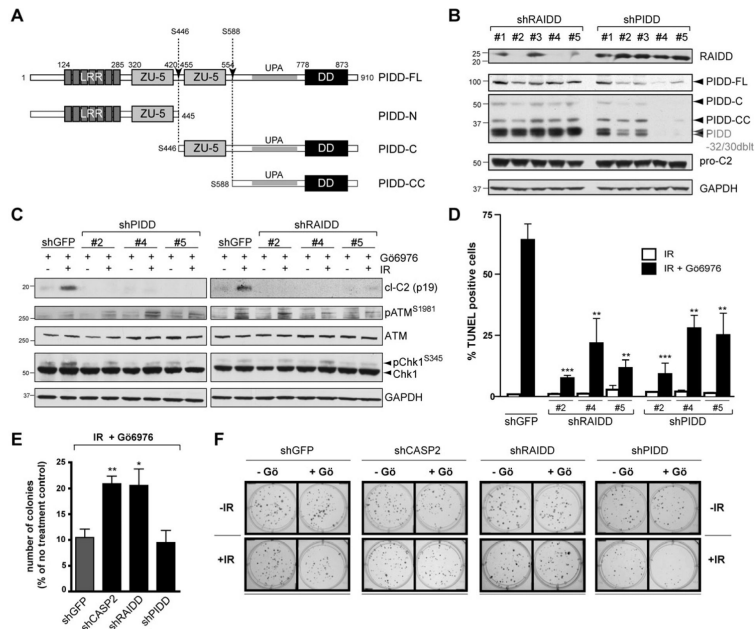 A
S446 S588
124 285 320 420 455 554 778 873
1 LRR ZU-5 ZU-5 UPA DD 910 PIDD-FL
LRR ZU-5 445 PIDD-N
S446 ZU-5 UPA DD PIDD-C
S588 UPA DD PIDD-CC
B
shRAIDD shPIDD
#1 #2 #3 #4 #5 #1 #2 #3 #4 #5
25
20
RAIDD
100
PIDD-FL
50
PIDD-C
37
PIDD-CC
PIDD
-32/30dblt
50
pro-C2
37
GAPDH
C
shPIDD shRAIDD
shGFP #2 #4 #5 shGFP #2 #4 #5
+ + + + + + + + + + + + + + + + Gö6976
- + - + - + - + - + - + - + - + IR
20
cl-C2 (p19)
250
pATM S1981
250
ATM
pChk1 S345
50
Chk1
37
GAPDH
D
% TUNEL positive cells
75
50
25
0
IR
IR + Gö6976
*** ** ** *** ** **
#2 #4 #5 #2 #4 #5
shGFP shRAIDD shPIDD
E
IR + Gö6976
number of colonies
(% of no treatment control)
25
20
15
10
5
0
** *
shGFP shCASP2 shRAIDD shPIDD
F
shGFP shCASP2 shRAIDD shPIDD
- Gö + Gö - Gö + Gö - Gö + Gö - Gö + Gö
-IR -IR
+IR +IR